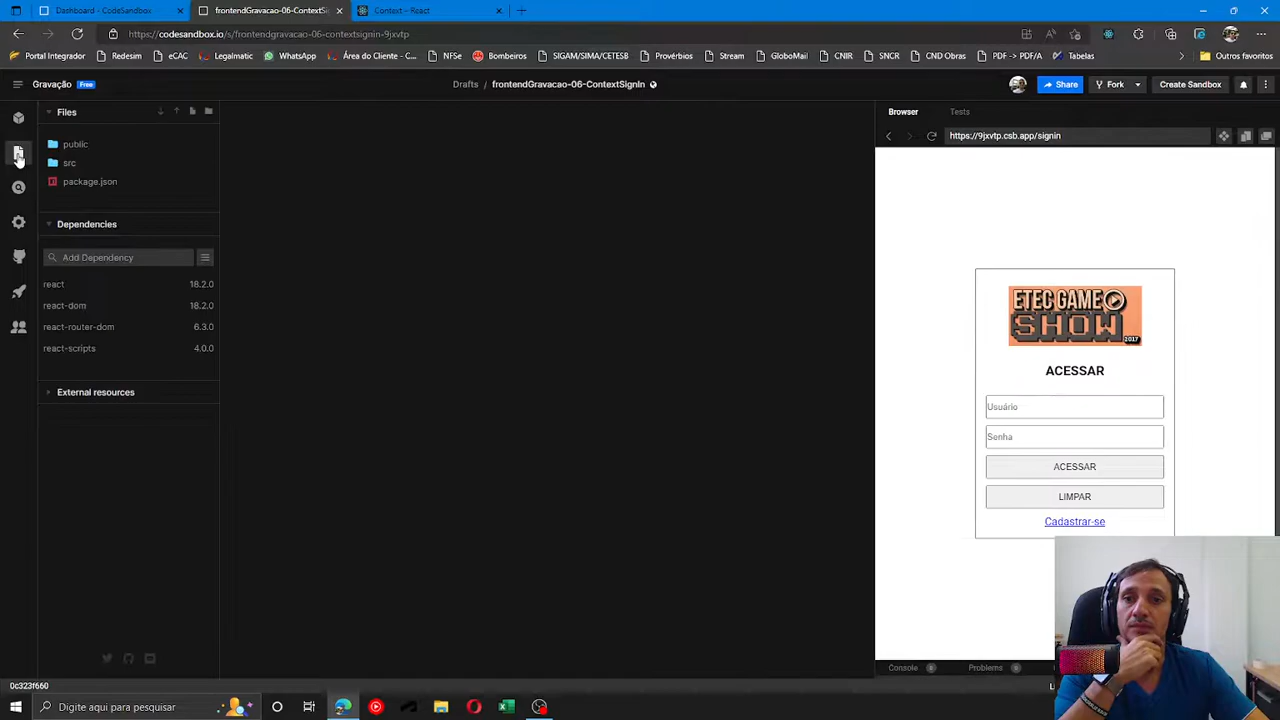 Dashboard - CodeSandbox
frontendGravacao-06-ContextSi
Context – React
https://codesandbox.io/s/frontendgravacao-06-contextsignin-9jxvtp
Portal Integrador
Redesim
eCAC
Legalmatic
WhatsApp
Área do Cliente - C...
NFSe
Bombeiros
SIGAM/SIMA/CETESB
Provérbios
Stream
GloboMail
CNIR
SNCR
CND Obras
PDF -> PDF/A
Tabelas
Outros favoritos
Gravação
Free
Drafts / frontendGravacao-06-ContextSignIn
Share
Fork
Create Sandbox
Files
public
src
package.json
Dependencies
Add Dependency
react 18.2.0
react-dom 18.2.0
react-router-dom 6.3.0
react-scripts 4.0.0
External resources
Browser
Tests
https://9jxvtp.csb.app/signin
ETEC GAME
SHOW
2017
ACESSAR
Usuário
Senha
ACESSAR
LIMPAR
Cadastrar-se
Console
Problems
0c323f660
Digite aqui para pesquisar